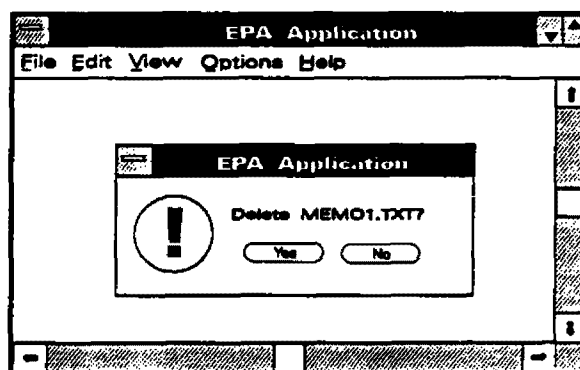 EPA Application
File Edit View Options Help
EPA Application
Delete MEMO1.TXT?
Yes No